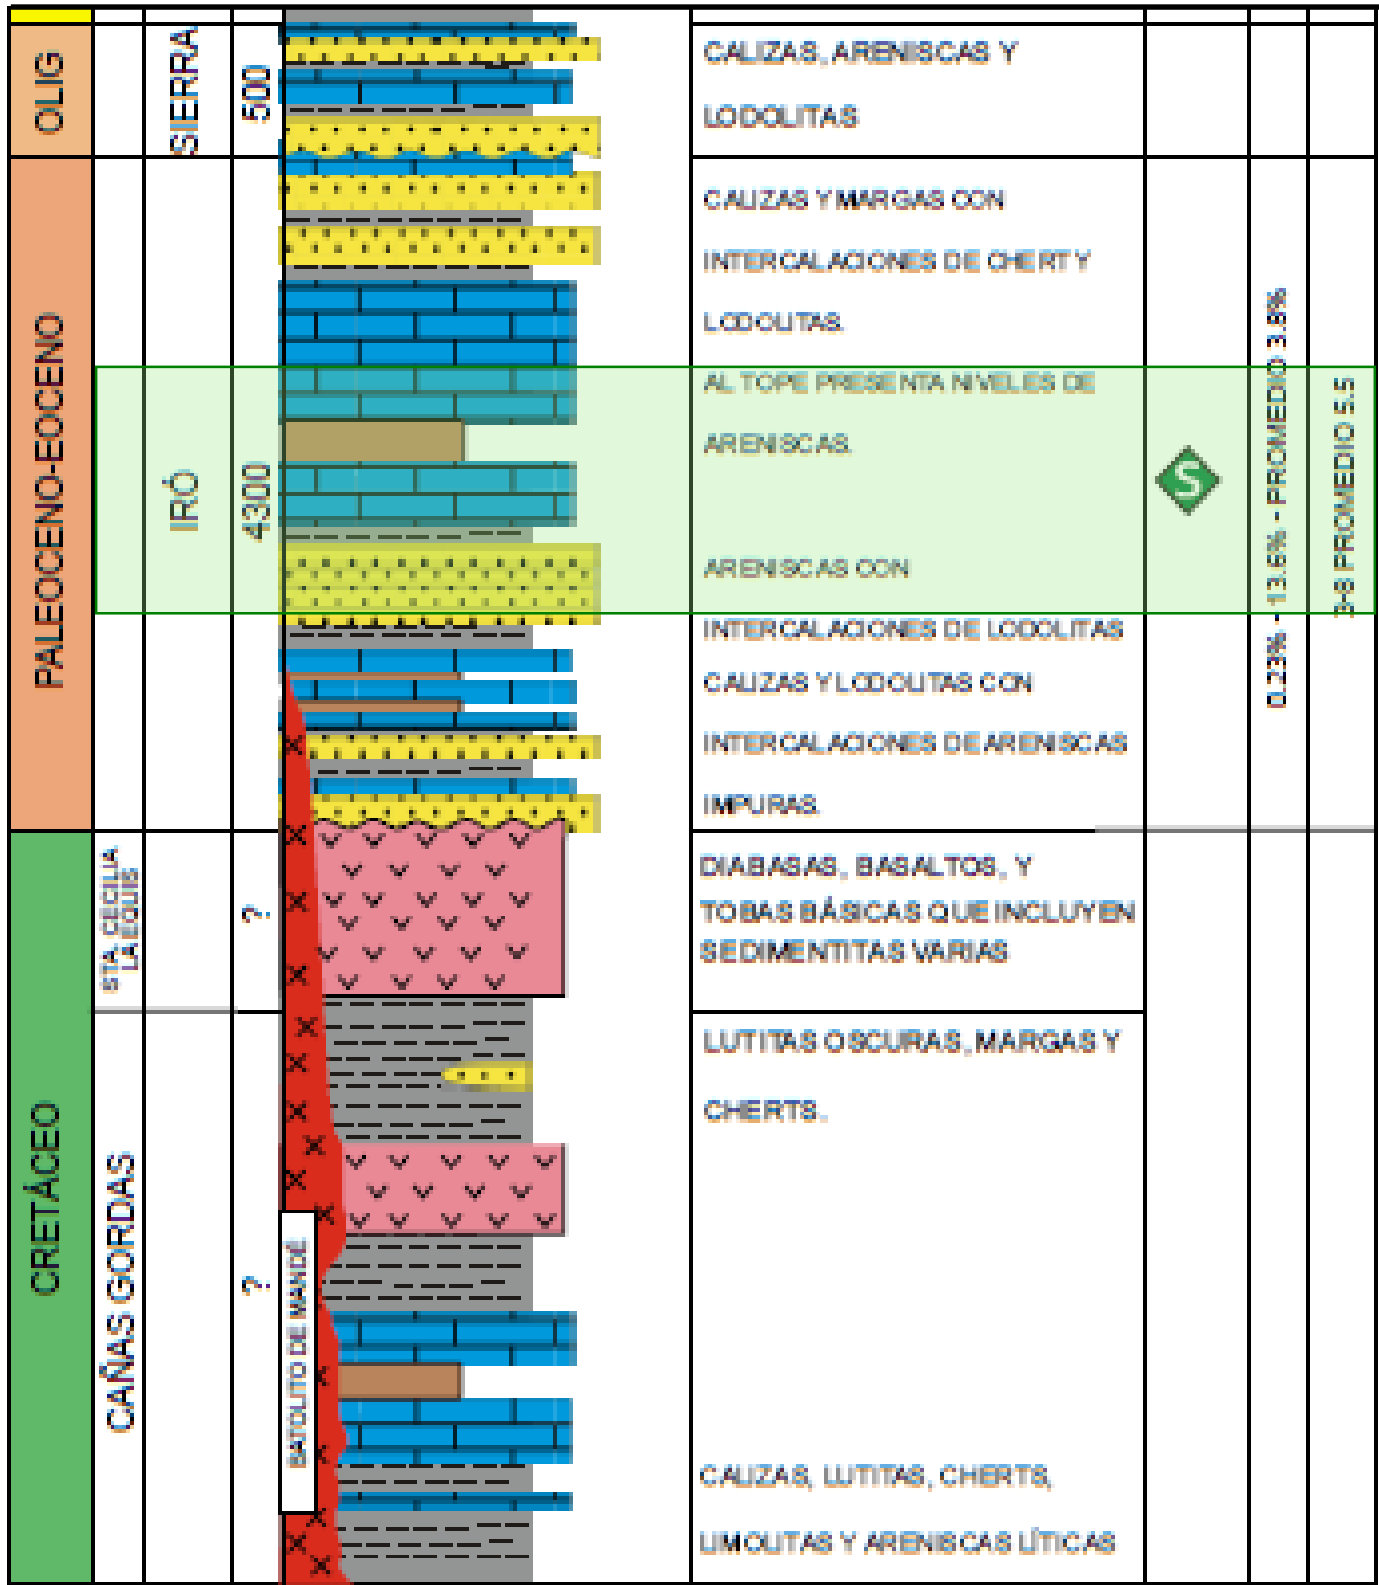 OLIG
SIERRA
500
CALIZAS, ARENISCAS Y
LODOLITAS
PALEOCENO-EOCENO
IRÓ
4300
CALIZAS Y MARGAS CON
INTERCALACIONES DE CHERT Y
LODOLITAS.
AL TOPE PRESENTA NIVELES DE
ARENISCAS.
ARENISCAS CON
INTERCALACIONES DE LODOLITAS
CALIZAS Y LODOLITAS CON
INTERCALACIONES DE ARENISCAS
IMPURAS.
S
0.23% - 13.6% - PROMEDIO 3.8%
3-8 PROMEDIO 5.5
CRETÁCEO
STA. CECILIA
LA EQUIS
?
DIABASAS, BASALTOS, Y
TOBAS BÁSICAS QUE INCLUYEN
SEDIMENTITAS VARIAS
CAÑAS GORDAS
?
BATOLITO DE MANDÉ
LUTITAS OSCURAS, MARGAS Y
CHERTS.
CALIZAS, LUTITAS, CHERTS,
LIMOLITAS Y ARENISCAS LÍTICAS